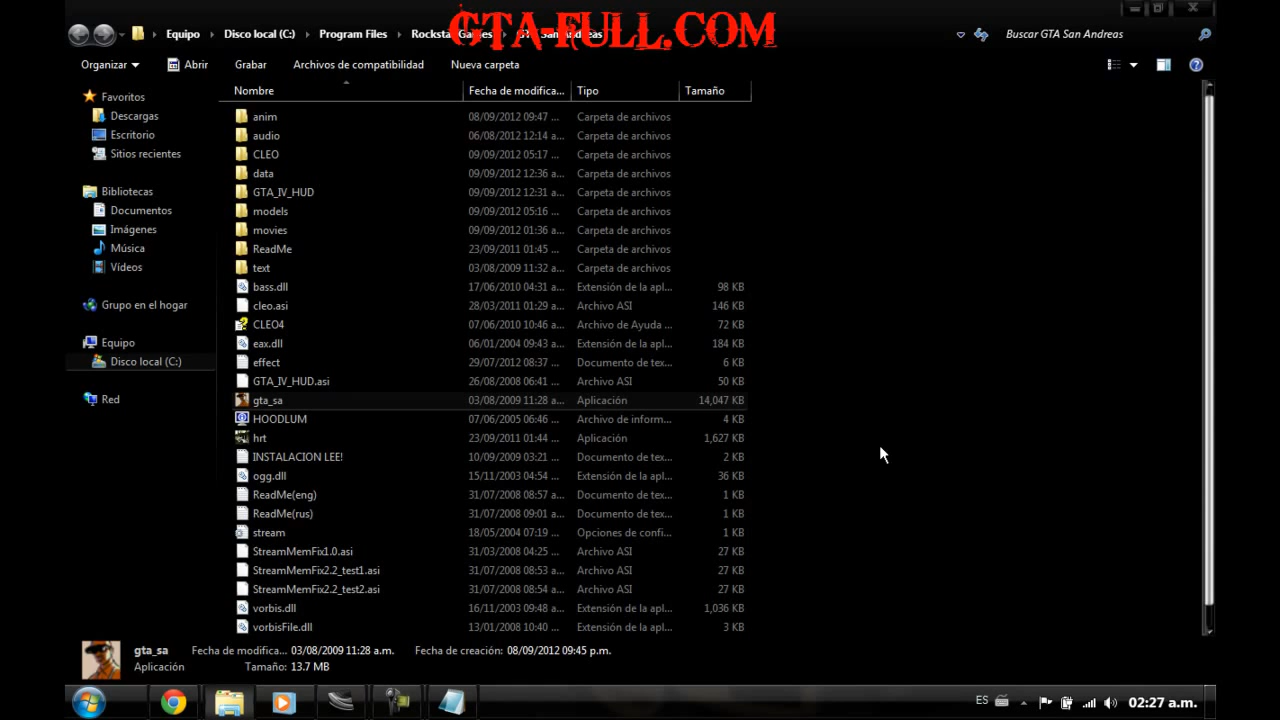 GTA-FULL.COM
Equipo Disco local (C:) Program Files Rockstar Games GTA San Andreas Buscar GTA San Andreas
Organizar Abrir Grabar Archivos de compatibilidad Nueva carpeta
Nombre Fecha de modifica... Tipo Tamaño
Favoritos
Descargas
Escritorio
Sitios recientes
Bibliotecas
Documentos
Imágenes
Música
Vídeos
Grupo en el hogar
Equipo
Disco local (C:)
Red
anim 08/09/2012 09:47 ... Carpeta de archivos
audio 06/08/2012 12:14 a... Carpeta de archivos
CLEO 09/09/2012 05:17 ... Carpeta de archivos
data 09/09/2012 12:36 a... Carpeta de archivos
GTA_IV_HUD 09/09/2012 12:31 a... Carpeta de archivos
models 09/09/2012 05:16 ... Carpeta de archivos
movies 09/09/2012 01:36 a... Carpeta de archivos
ReadMe 23/09/2011 01:45 ... Carpeta de archivos
text 03/08/2009 11:32 a... Carpeta de archivos
bass.dll 17/06/2010 04:31 a... Extensión de la apl... 98 KB
cleo.asi 28/03/2011 01:29 a... Archivo ASI 146 KB
CLEO4 07/06/2010 10:46 a... Archivo de Ayuda ... 72 KB
eax.dll 06/01/2004 09:43 a... Extensión de la apl... 184 KB
effect 29/07/2012 08:37 ... Documento de tex... 6 KB
GTA_IV_HUD.asi 26/08/2008 06:41 ... Archivo ASI 50 KB
gta_sa 03/08/2009 11:28 a... Aplicación 14,047 KB
HOODLUM 07/06/2005 06:46 ... Archivo de inform... 4 KB
hrt 23/09/2011 01:44 ... Aplicación 1,627 KB
INSTALACION LEE! 10/09/2009 03:21 ... Documento de tex... 2 KB
ogg.dll 15/11/2003 04:54 ... Extensión de la apl... 36 KB
ReadMe(eng) 31/07/2008 08:57 a... Documento de tex... 1 KB
ReadMe(rus) 31/07/2008 09:01 a... Documento de tex... 1 KB
stream 18/05/2004 07:19 ... Opciones de confi... 1 KB
StreamMemFix1.0.asi 31/03/2008 04:25 ... Archivo ASI 27 KB
StreamMemFix2.2_test1.asi 31/07/2008 08:53 a... Archivo ASI 27 KB
StreamMemFix2.2_test2.asi 31/07/2008 08:54 a... Archivo ASI 27 KB
vorbis.dll 16/11/2003 09:48 a... Extensión de la apl... 1,036 KB
vorbisFile.dll 13/01/2008 10:40 ... Extensión de la apl... 3 KB
gta_sa Fecha de modifica... 03/08/2009 11:28 a.m. Fecha de creación: 08/09/2012 09:45 p.m.
Aplicación Tamaño: 13.7 MB
ES 02:27 a.m.